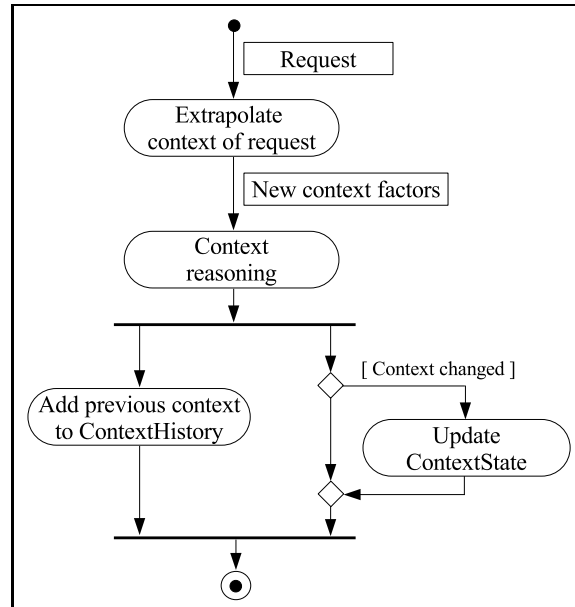 Request
Extrapolate
context of request
New context factors
Context
reasoning
[ Context changed ]
Add previous context
to ContextHistory
Update
ContextState